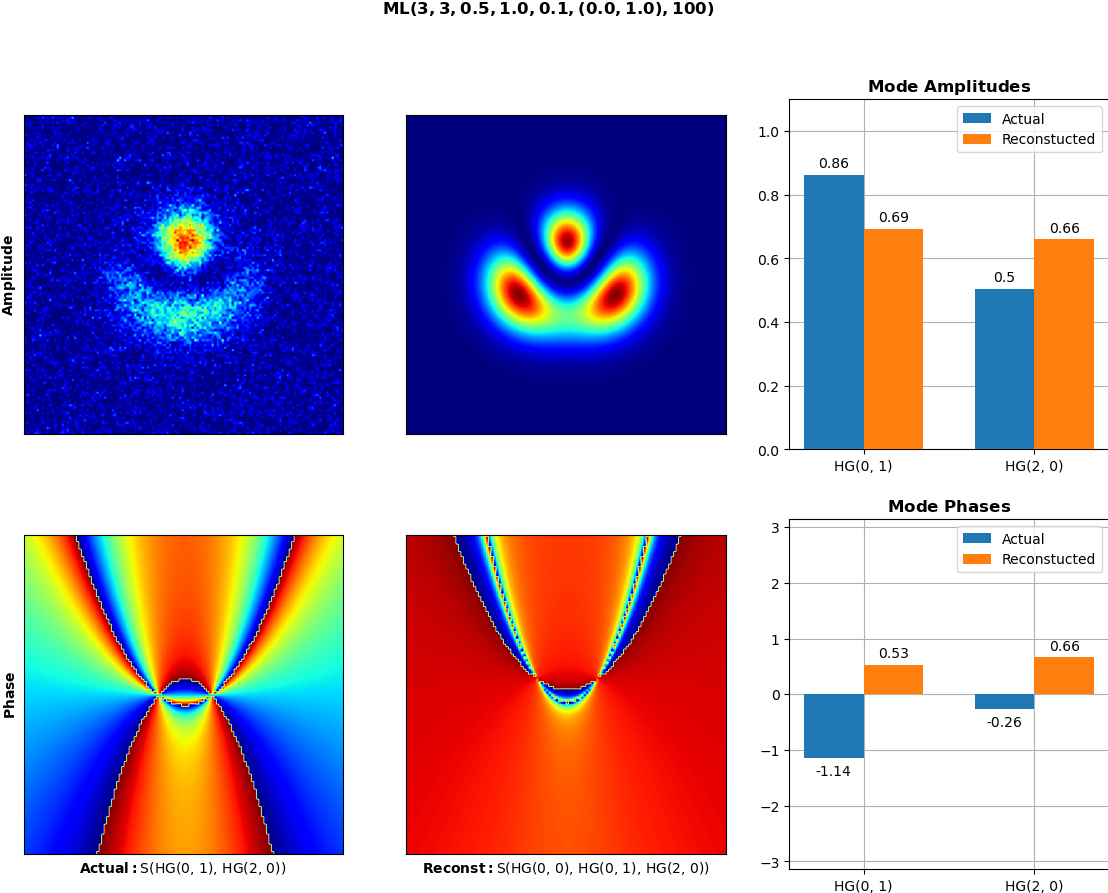 ML(3, 3, 0.5, 1.0, 0.1, (0.0, 1.0), 100)
Amplitude
Mode Amplitudes
Actual
Reconstucted
1.0
0.8
0.6
0.4
0.2
0.0
0.86
0.69
0.5
0.66
HG(0, 1)
HG(2, 0)
Phase
Actual: S(HG(0, 1), HG(2, 0))
Reconst: S(HG(0, 0), HG(0, 1), HG(2, 0))
Mode Phases
Actual
Reconstucted
3
2
1
0
−1
−2
−3
0.53
0.66
-1.14
-0.26
HG(0, 1)
HG(2, 0)